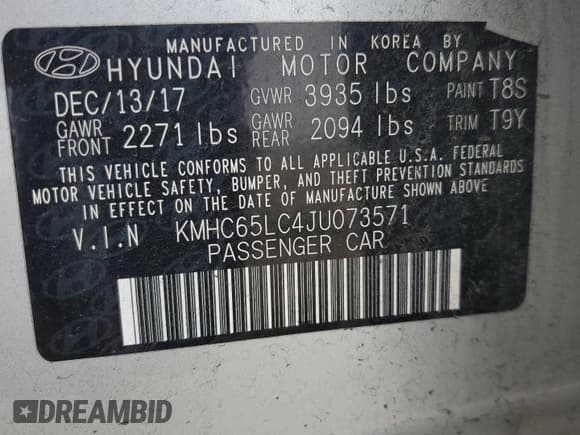 MANUFACTURED IN KOREA BY
HYUNDAI MOTOR COMPANY
DEC/13/17 GVWR 3935 lbs PAINT T8S
GAWR FRONT 2271 lbs GAWR REAR 2094 lbs TRIM T9Y
THIS VEHICLE CONFORMS TO ALL APPLICABLE U.S.A. FEDERAL
MOTOR VEHICLE SAFETY, BUMPER, AND THEFT PREVENTION STANDARDS
IN EFFECT ON THE DATE OF MANUFACTURE SHOWN ABOVE
V.I.N KMHC65LC4JU073571
PASSENGER CAR
DREAMBID